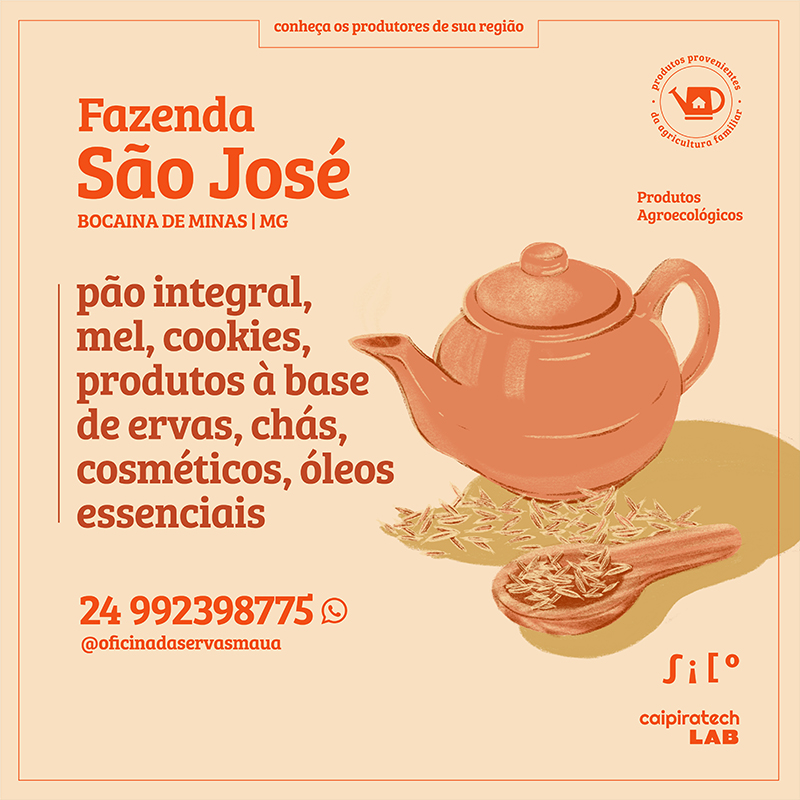 conheça os produtores de sua região
produtos provenientes
da agricultura familiar
Fazenda
São José
BOCAINA DE MINAS | MG
Produtos
Agroecológicos
pão integral,
mel, cookies,
produtos à base
de ervas, chás,
cosméticos, óleos
essenciais
24 992398775
@oficinadaservasmaua
caipiratech
LAB